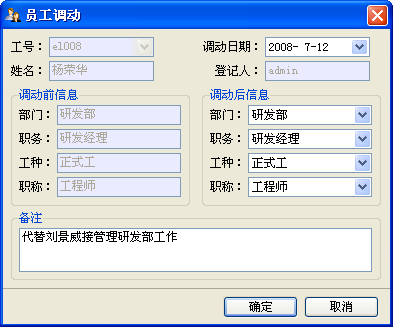 员工调动
工号： e1008 调动日期： 2008- 7-12
姓名： 杨荣华 登记人： admin
调动前信息 调动后信息
部门： 研发部 部门： 研发部
职务： 研发经理 职务： 研发经理
工种： 正式工 工种： 正式工
职称： 工程师 职称： 工程师
备注
代替刘景威接管理研发部工作
确定 取消